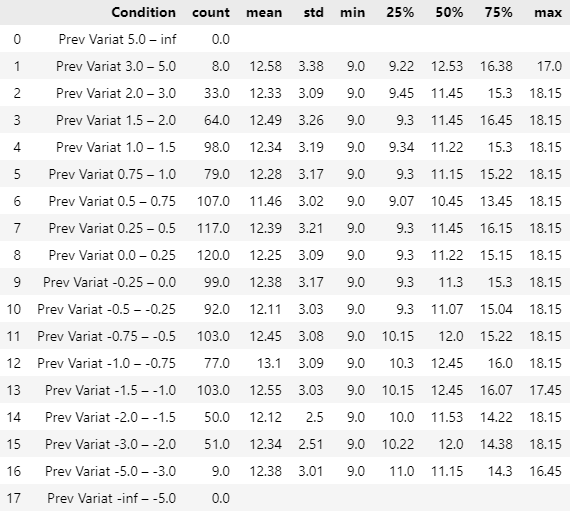 Condition count mean std min 25% 50% 75% max
0 Prev Variat 5.0 – inf 0.0
1 Prev Variat 3.0 – 5.0 8.0 12.58 3.38 9.0 9.22 12.53 16.38 17.0
2 Prev Variat 2.0 – 3.0 33.0 12.33 3.09 9.0 9.45 11.45 15.3 18.15
3 Prev Variat 1.5 – 2.0 64.0 12.49 3.26 9.0 9.3 11.45 16.45 18.15
4 Prev Variat 1.0 – 1.5 98.0 12.34 3.19 9.0 9.34 11.22 15.3 18.15
5 Prev Variat 0.75 – 1.0 79.0 12.28 3.17 9.0 9.3 11.15 15.22 18.15
6 Prev Variat 0.5 – 0.75 107.0 11.46 3.02 9.0 9.07 10.45 13.45 18.15
7 Prev Variat 0.25 – 0.5 117.0 12.39 3.21 9.0 9.3 11.45 16.15 18.15
8 Prev Variat 0.0 – 0.25 120.0 12.25 3.09 9.0 9.3 11.22 15.15 18.15
9 Prev Variat -0.25 – 0.0 99.0 12.38 3.17 9.0 9.3 11.3 15.3 18.15
10 Prev Variat -0.5 – -0.25 92.0 12.11 3.03 9.0 9.3 11.07 15.04 18.15
11 Prev Variat -0.75 – -0.5 103.0 12.45 3.08 9.0 10.15 12.0 15.22 18.15
12 Prev Variat -1.0 – -0.75 77.0 13.1 3.09 9.0 10.3 12.45 16.0 18.15
13 Prev Variat -1.5 – -1.0 103.0 12.55 3.03 9.0 10.15 12.45 16.07 17.45
14 Prev Variat -2.0 – -1.5 50.0 12.12 2.5 9.0 10.0 11.53 14.22 18.15
15 Prev Variat -3.0 – -2.0 51.0 12.34 2.51 9.0 10.22 12.0 14.38 18.15
16 Prev Variat -5.0 – -3.0 9.0 12.38 3.01 9.0 11.0 11.15 14.3 16.45
17 Prev Variat -inf – -5.0 0.0